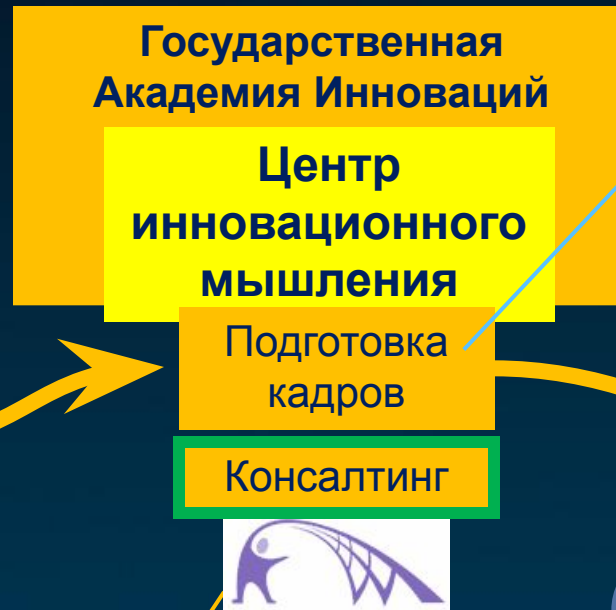 Государственная
Академия Инноваций
Центр
инновационного
мышления
Подготовка
кадров
Консалтинг